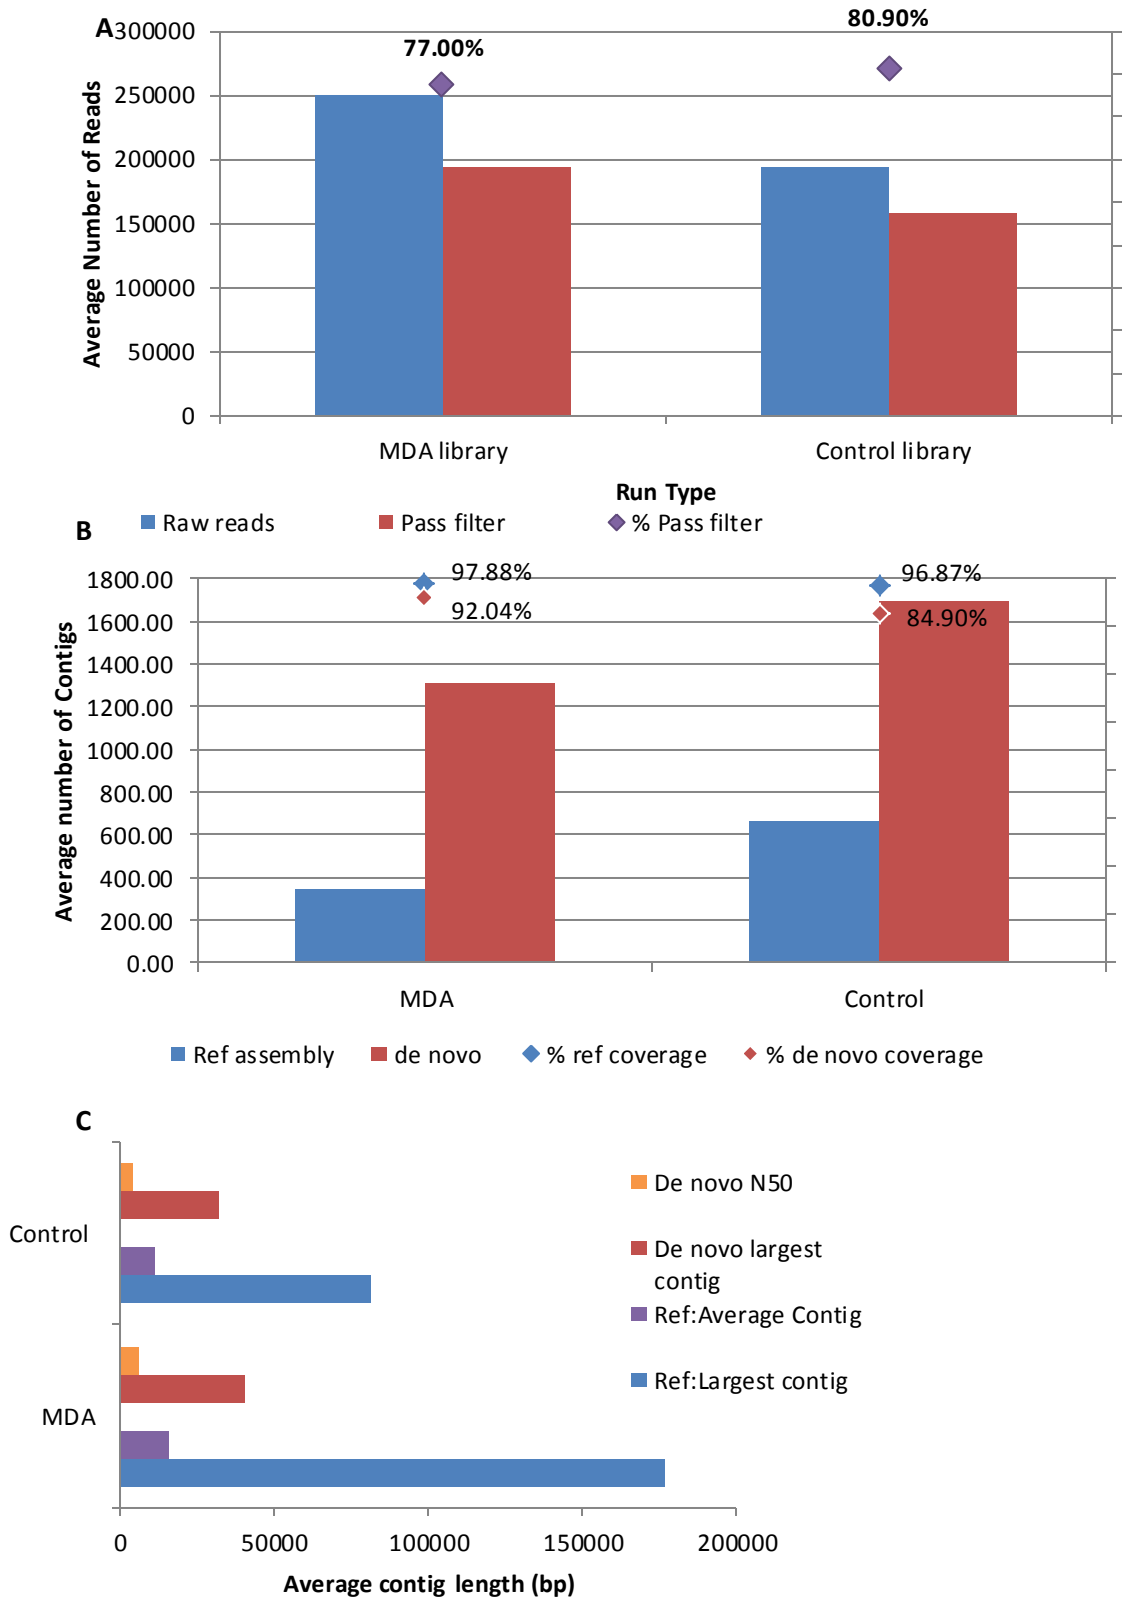 A
300000
80.90%
77.00%
250000
200000
150000
100000
50000
0
Average Number of Reads
MDA library
Control library
Run Type
Raw reads
Pass filter
% Pass filter
B
1800.00
97.88%
96.87%
92.04%
84.90%
1600.00
1400.00
1200.00
1000.00
800.00
600.00
400.00
200.00
0.00
Average number of Contigs
MDA
Control
Ref assembly
de novo
% ref coverage
% de novo coverage
C
De novo N50
De novo largest
contig
Ref:Average Contig
Ref:Largest contig
Control
MDA
0
50000
100000
150000
200000
Average contig length (bp)